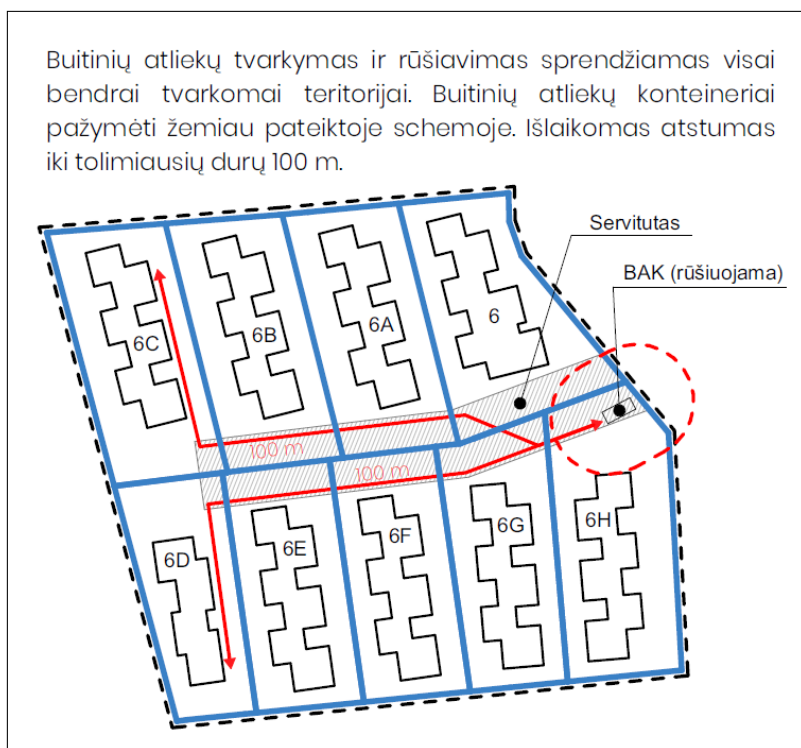 Buitinių atliekų tvarkymas ir rūšiavimas sprendžiamas visai
bendrai tvarkomai teritorijai. Buitinių atliekų konteineriai
pažymėti žemiau pateiktoje schemoje. Išlaikomas atstumas
iki tolimiausių durų 100 m.
Servitutas
BAK (rūšiuojama)
6
6A
6B
6C
100 m
100 m
6D
6E
6F
6G
6H